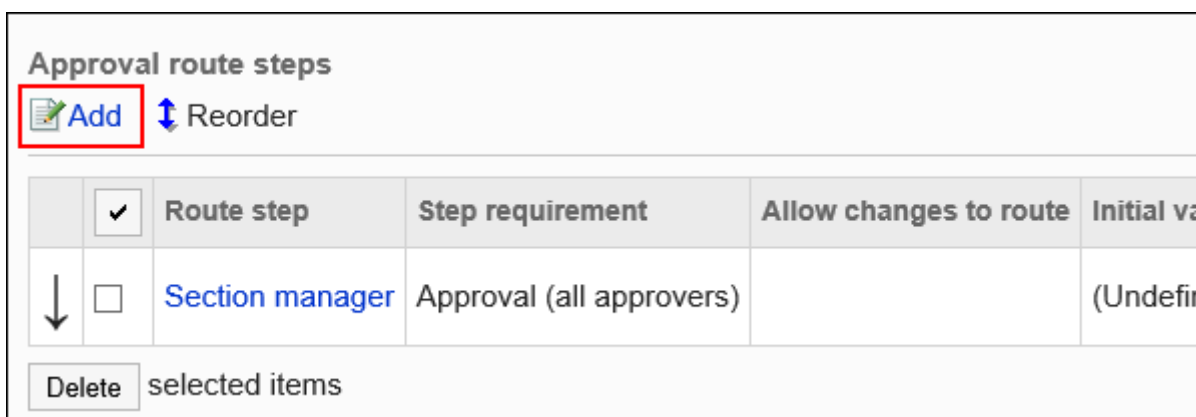 Approval route steps
Add Reorder
Route step Step requirement Allow changes to route Initial
Section manager Approval (all approvers)
Delete selected items